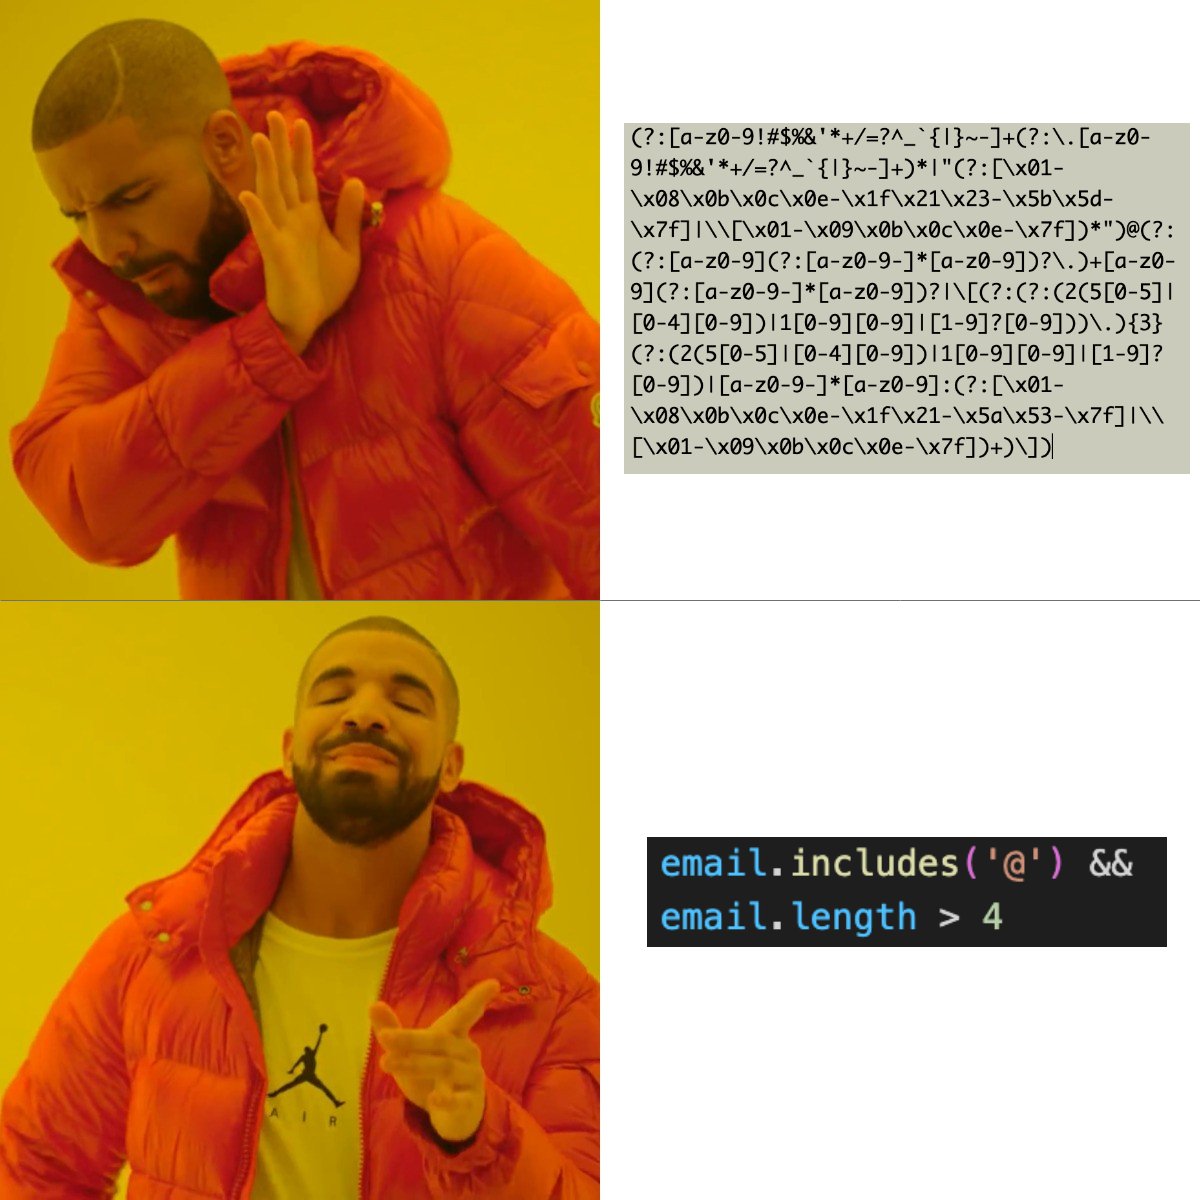 (?:[a-z0-9!#$%&'*+/=?^_`{|}~-]+(?:\.[a-z0-
9!#$%&'*+/=?^_`{|}~-]+)*|"(?:[\x01-
\x08\x0b\x0c\x0e-\x1f\x21\x23-\x5b\x5d-
\x7f]|\\[\x01-\x09\x0b\x0c\x0e-\x7f])*")@(?:
(?:[a-z0-9](?:[a-z0-9-]*[a-z0-9])?\.)+[a-z0-
9](?:[a-z0-9-]*[a-z0-9])?|\[(?:(?:(2(5[0-5]|
[0-4][0-9])|1[0-9][0-9]|[1-9]?[0-9]))\.){3}
(?:(2(5[0-5]|[0-4][0-9])|1[0-9][0-9]|[1-9]?
[0-9])|[a-z0-9-]*[a-z0-9]:(?:[\x01-
\x08\x0b\x0c\x0e-\x1f\x21-\x5a\x53-\x7f]|\\
[\x01-\x09\x0b\x0c\x0e-\x7f])+)\])
email.includes('@') &&
email.length > 4
AIR